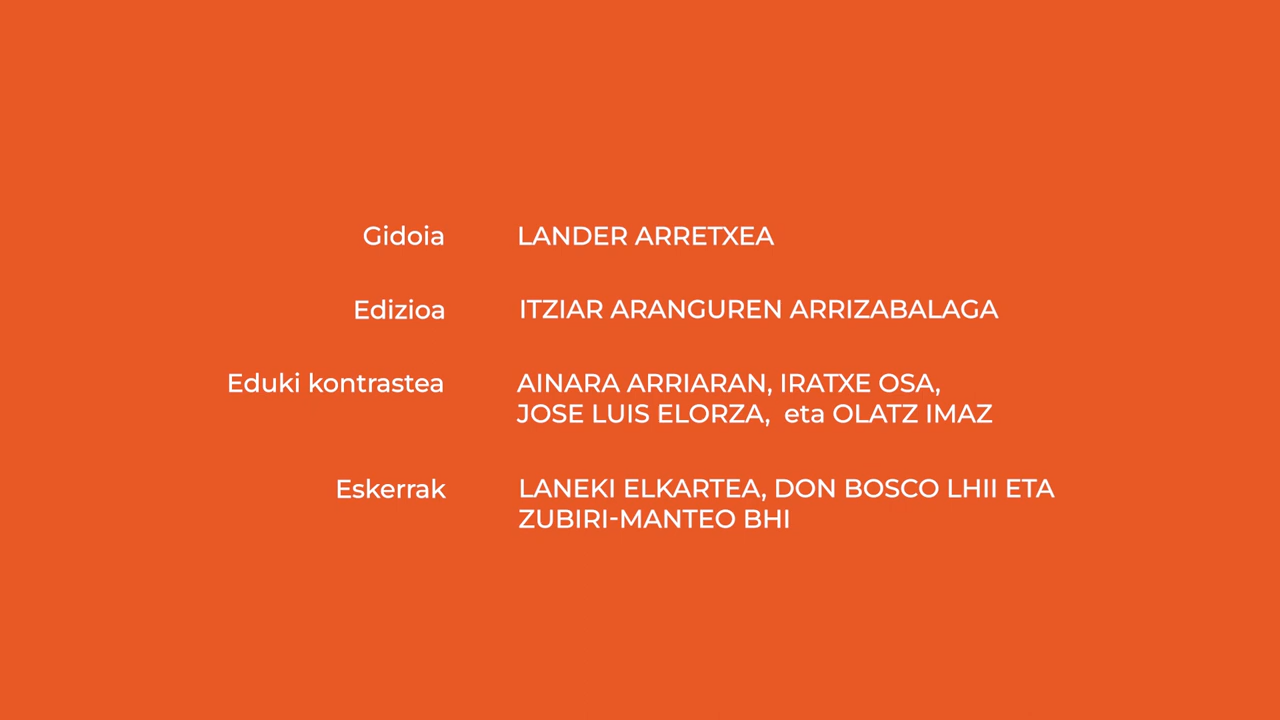 Gidoia LANDER ARRETXEA
Edizioa ITZIAR ARANGUREN ARRIZABALAGA
Eduki kontrastea AINARA ARRIARAN, IRATXE OSA,
JOSE LUIS ELORZA, eta OLATZ IMAZ
Eskerrak LANEKI ELKARTEA, DON BOSCO LHII ETA
ZUBIRI-MANTEO BHI